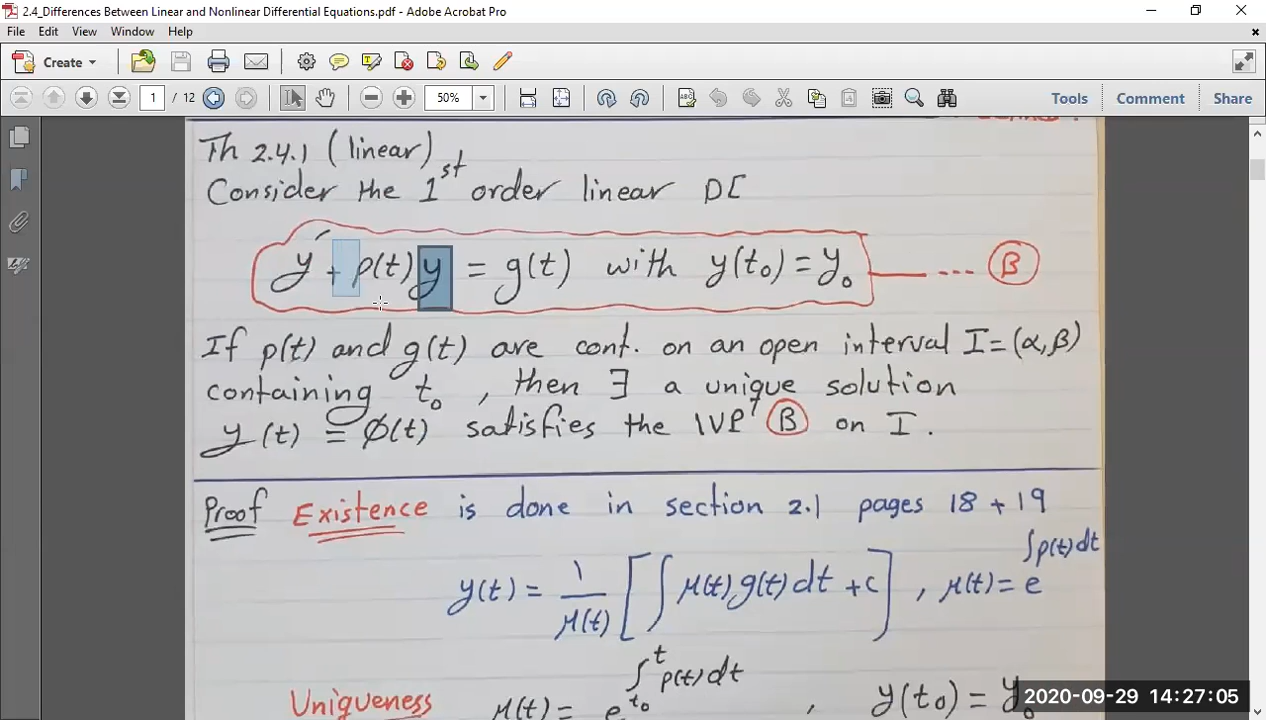 2.4_Differences Between Linear and Nonlinear Differential Equations.pdf - Adobe Acrobat Pro
File Edit View Window Help
Create
1 / 12 50% Tools Comment Share
Th 2.4.1 (linear)
Consider the 1st order linear DE
y' + p(t) y = g(t) with y(t₀) = y₀ --- B
If p(t) and g(t) are cont. on an open interval I = (α, β)
containing t₀, then ∃ a unique solution
y(t) = φ(t) satisfies the IVP B on I.
Proof Existence is done in section 2.1 pages 18 + 19
y(t) = 1/μ(t) [∫ μ(t) g(t) dt + c], μ(t) = e^∫p(t)dt
Uniqueness μ(t) = e^∫_{t₀}^{t} p(t) dt, y(t₀) = y₀
2020-09-29 14:27:05